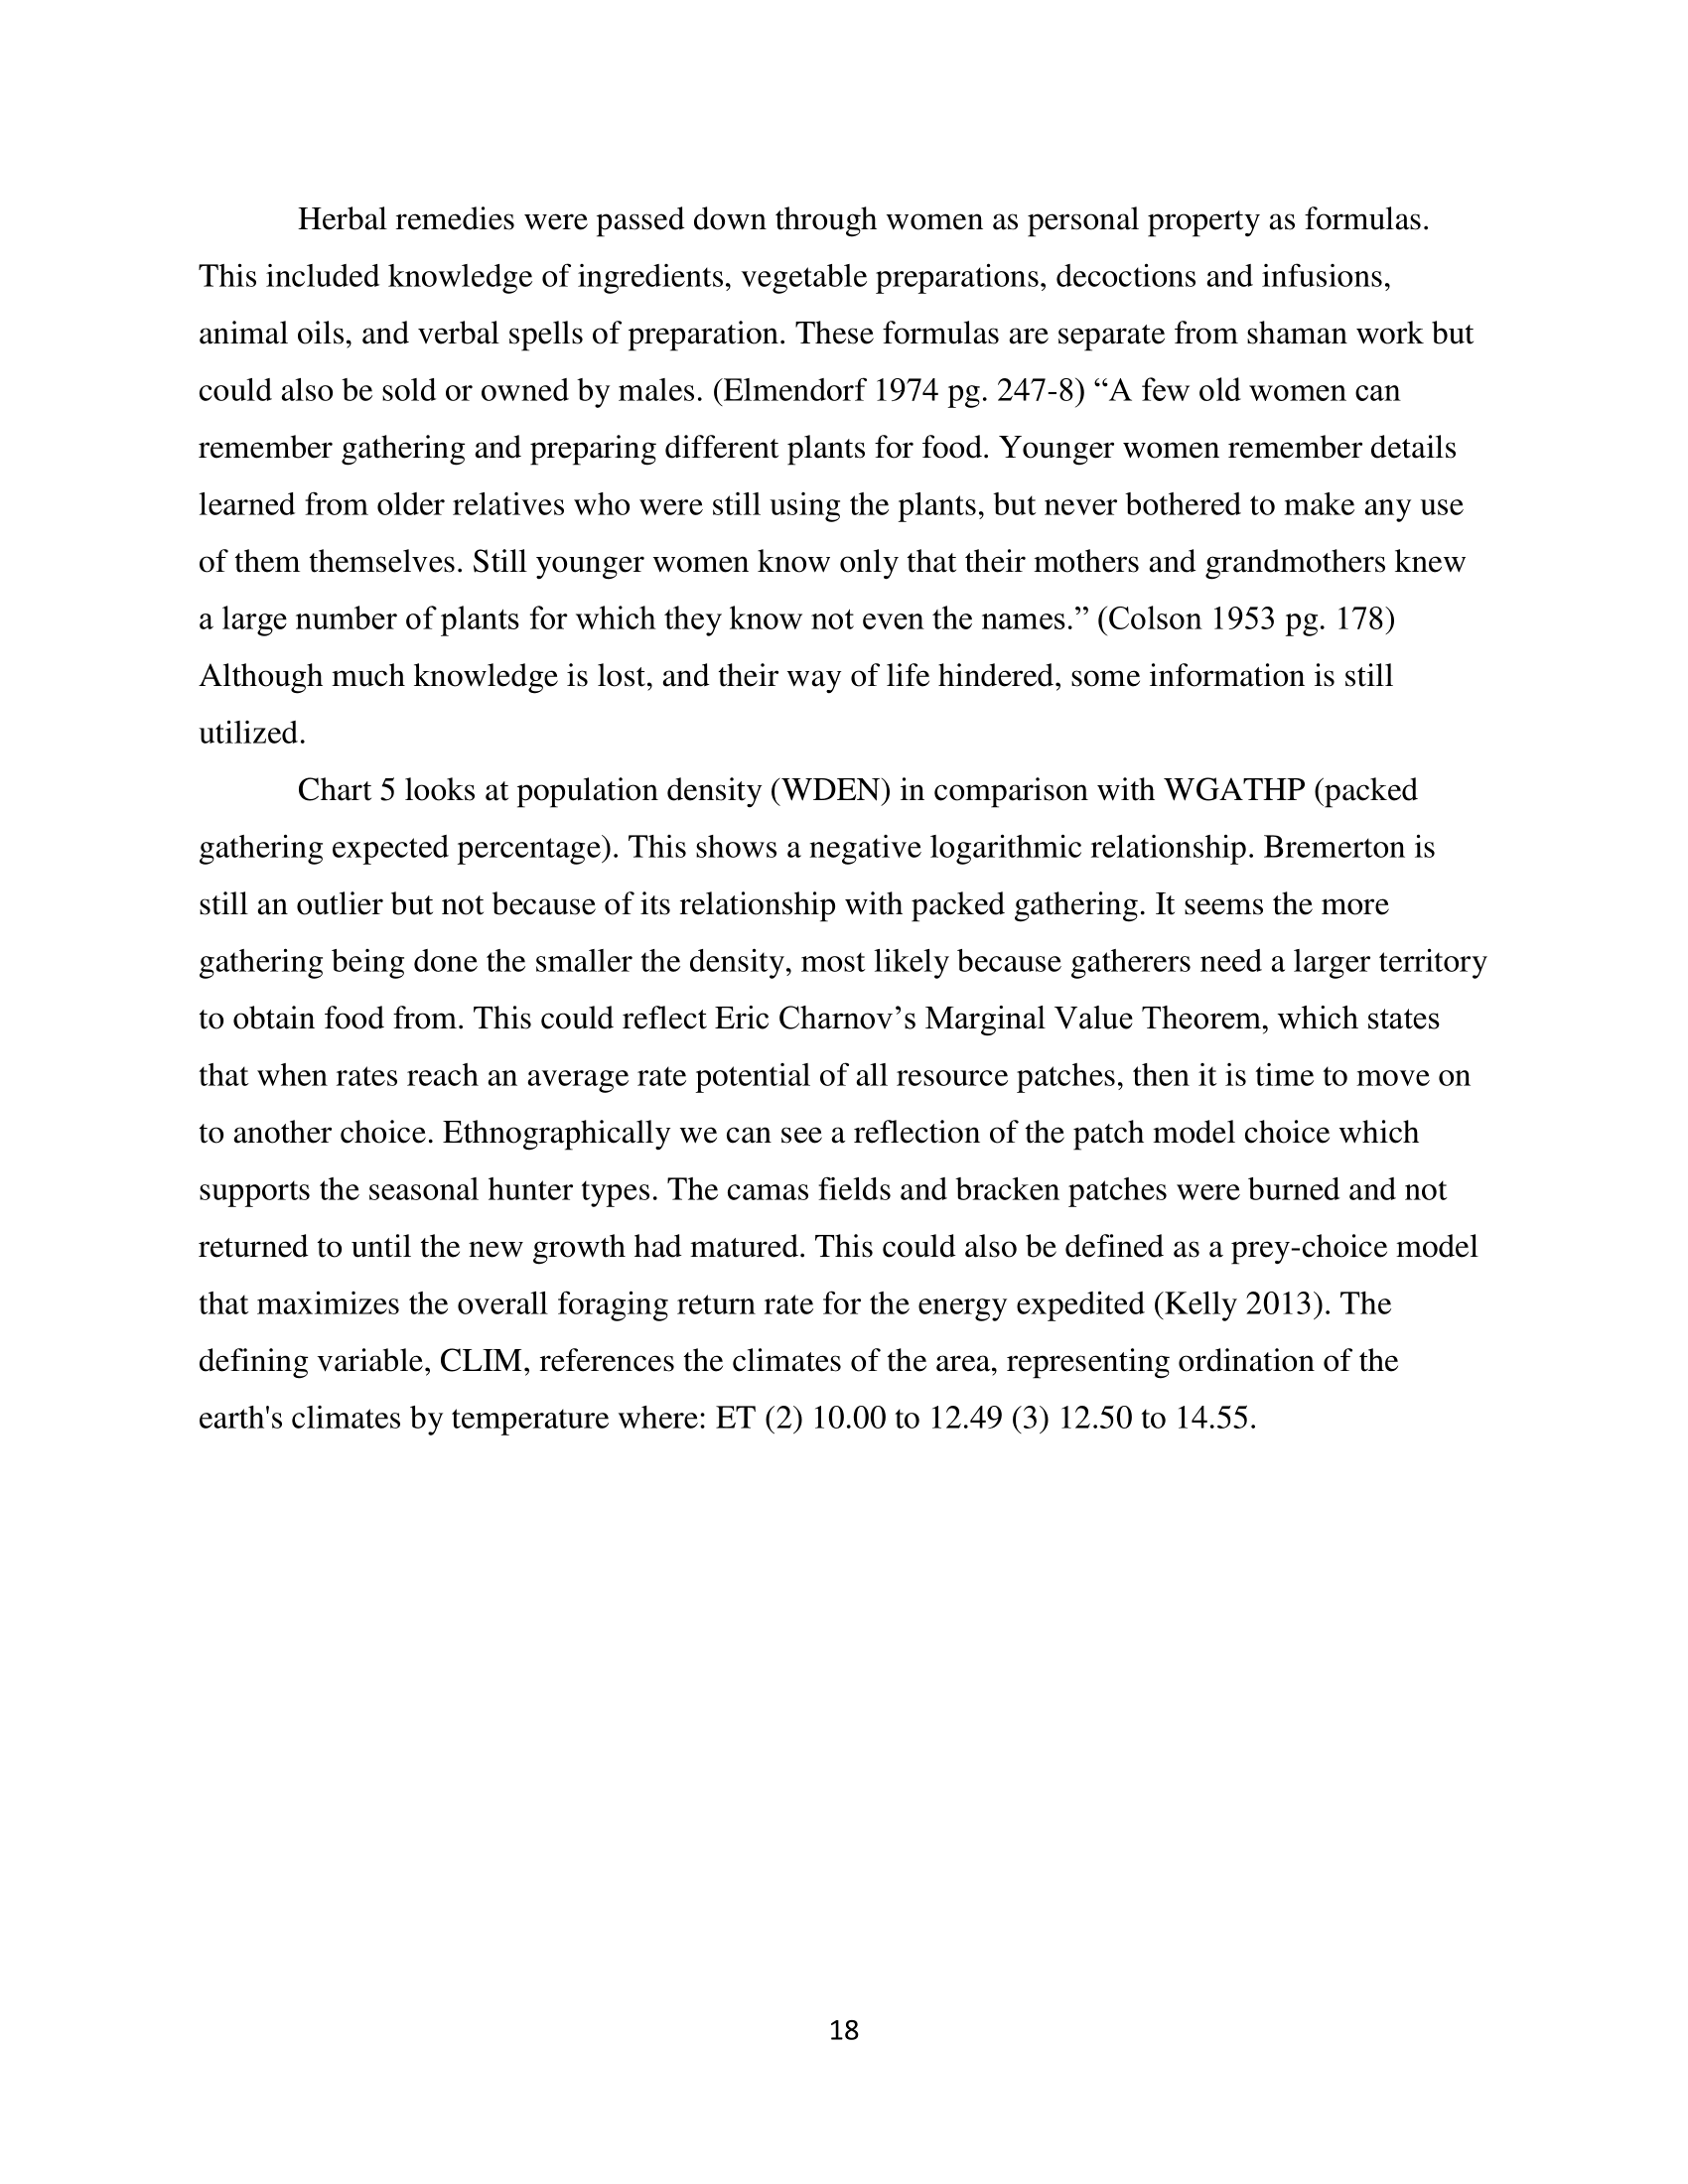 Herbal remedies were passed down through women as personal property as formulas.
This included knowledge of ingredients, vegetable preparations, decoctions and infusions,
animal oils, and verbal spells of preparation. These formulas are separate from shaman work but
could also be sold or owned by males. (Elmendorf 1974 pg. 247-8) “A few old women can
remember gathering and preparing different plants for food. Younger women remember details
learned from older relatives who were still using the plants, but never bothered to make any use
of them themselves. Still younger women know only that their mothers and grandmothers knew
a large number of plants for which they know not even the names.” (Colson 1953 pg. 178)
Although much knowledge is lost, and their way of life hindered, some information is still
utilized.
Chart 5 looks at population density (WDEN) in comparison with WGATHP (packed
gathering expected percentage). This shows a negative logarithmic relationship. Bremerton is
still an outlier but not because of its relationship with packed gathering. It seems the more
gathering being done the smaller the density, most likely because gatherers need a larger territory
to obtain food from. This could reflect Eric Charnov’s Marginal Value Theorem, which states
that when rates reach an average rate potential of all resource patches, then it is time to move on
to another choice. Ethnographically we can see a reflection of the patch model choice which
supports the seasonal hunter types. The camas fields and bracken patches were burned and not
returned to until the new growth had matured. This could also be defined as a prey-choice model
that maximizes the overall foraging return rate for the energy expedited (Kelly 2013). The
defining variable, CLIM, references the climates of the area, representing ordination of the
earth's climates by temperature where: ET (2) 10.00 to 12.49 (3) 12.50 to 14.55.
18